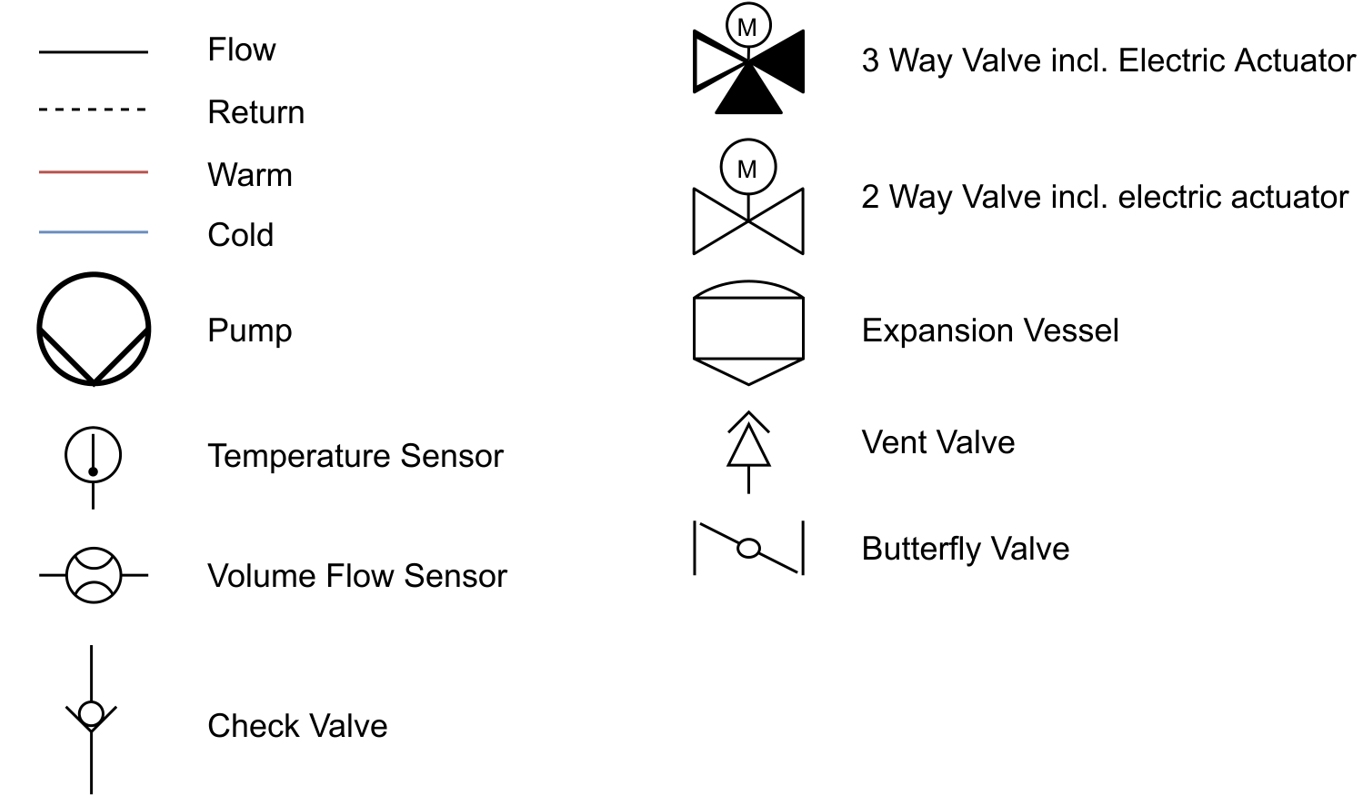 Flow
Return
Warm
Cold
Pump
Temperature Sensor
Volume Flow Sensor
Check Valve
M
3 Way Valve incl. Electric Actuator
M
2 Way Valve incl. electric actuator
Expansion Vessel
Vent Valve
Butterfly Valve